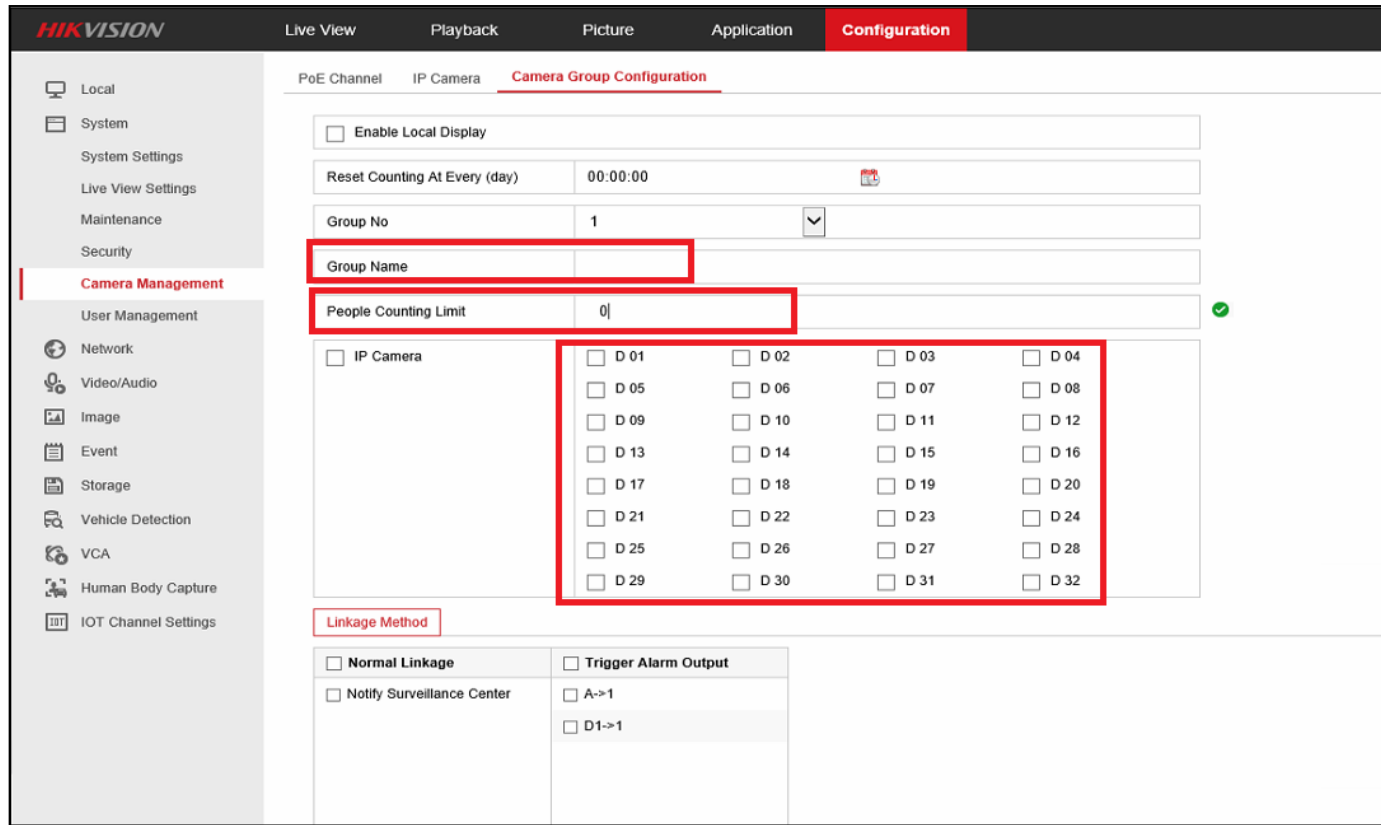 HIKVISION Live View Playback Picture Application Configuration
PoE Channel IP Camera Camera Group Configuration
Local
System
System Settings
Live View Settings
Maintenance
Security
Camera Management
User Management
Network
Video/Audio
Image
Event
Storage
Vehicle Detection
VCA
Human Body Capture
IOT IOT Channel Settings
Enable Local Display
Reset Counting At Every (day) 00:00:00
Group No 1
Group Name
People Counting Limit 0
IP Camera D 01 D 02 D 03 D 04
D 05 D 06 D 07 D 08
D 09 D 10 D 11 D 12
D 13 D 14 D 15 D 16
D 17 D 18 D 19 D 20
D 21 D 22 D 23 D 24
D 25 D 26 D 27 D 28
D 29 D 30 D 31 D 32
Linkage Method
Normal Linkage Trigger Alarm Output
Notify Surveillance Center A->1
D1->1